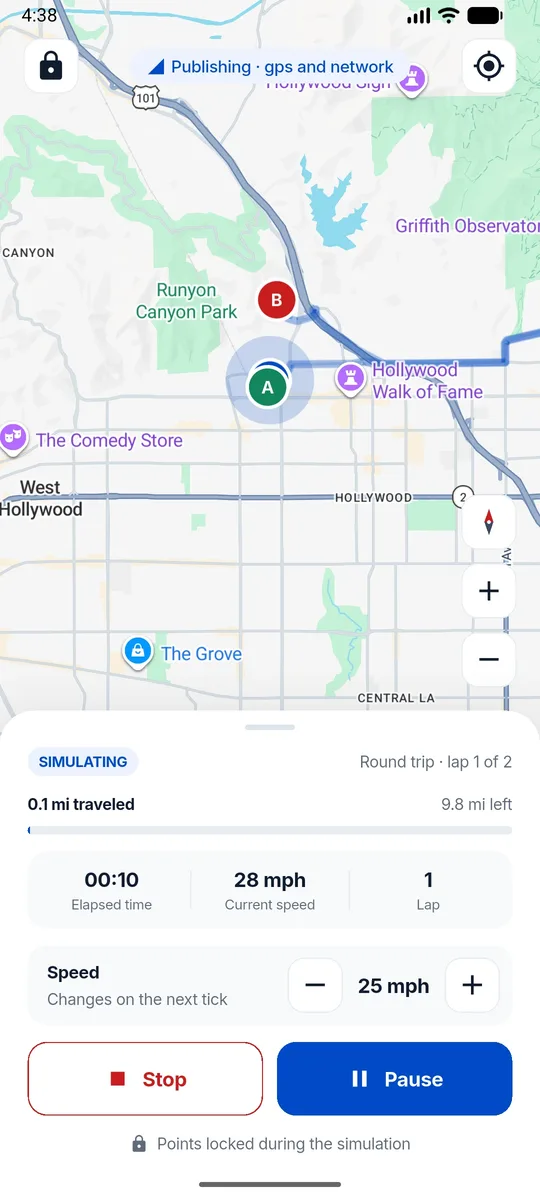 4:38
Publishing · gps and network
Hollywood Sign
101
Griffith Observator
CANYON
Runyon
Canyon Park
B
A
Hollywood
Walk of Fame
The Comedy Store
West
Hollywood
HOLLYWOOD
2
Av
The Grove
CENTRAL LA
SIMULATING
Round trip · lap 1 of 2
0.1 mi traveled
9.8 mi left
00:10
28 mph
1
Elapsed time
Current speed
Lap
Speed
Changes on the next tick
25 mph
Stop
Pause
Points locked during the simulation